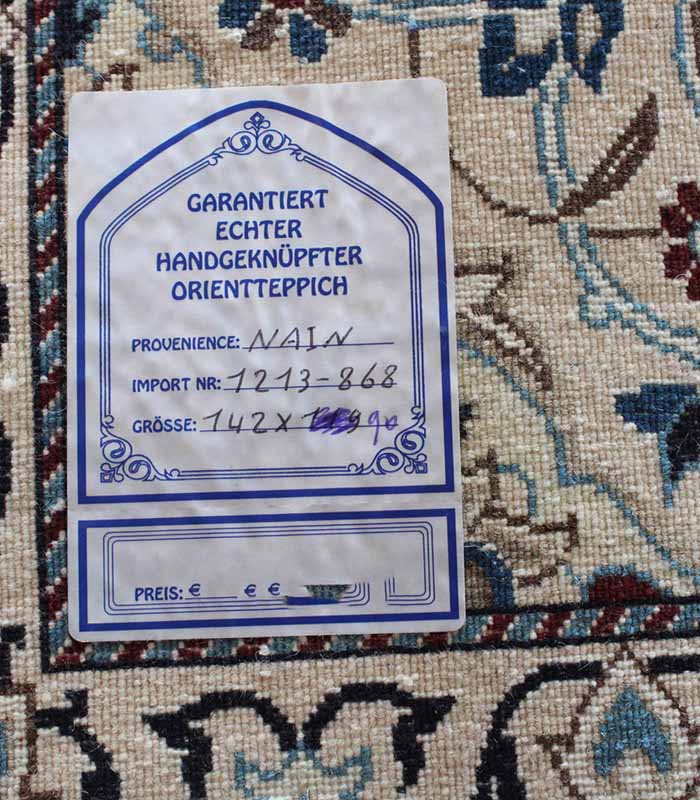 GARANTIERT
ECHTER
HANDGEKNÜPFTER
ORIENTTEPPICH
PROVENIENCE: NAIN
IMPORT NR: 1213-868
GRÖSSE: 142 X 90
PREIS: € € €